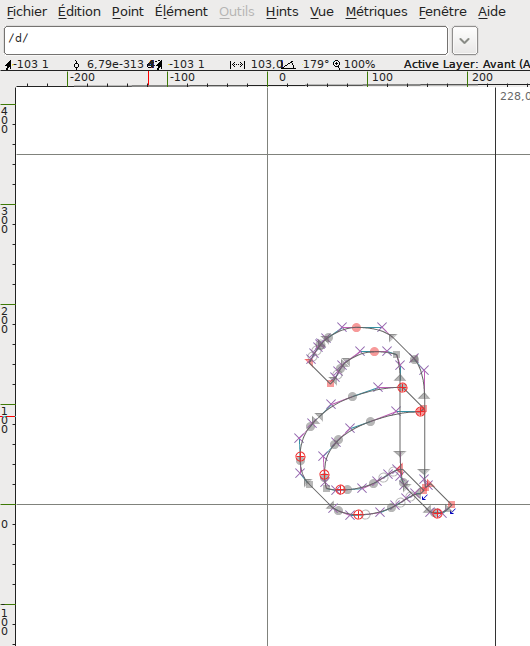 Fichier Édition Point Élément Outils Hints Vue Métriques Fenêtre Aide
/d/
-103 1 6,79e-313 -103 1 103,0 179° 100% Active Layer: Avant (A
-200 -100 0 100 200
228,0
400
300
200
100
0
100
a